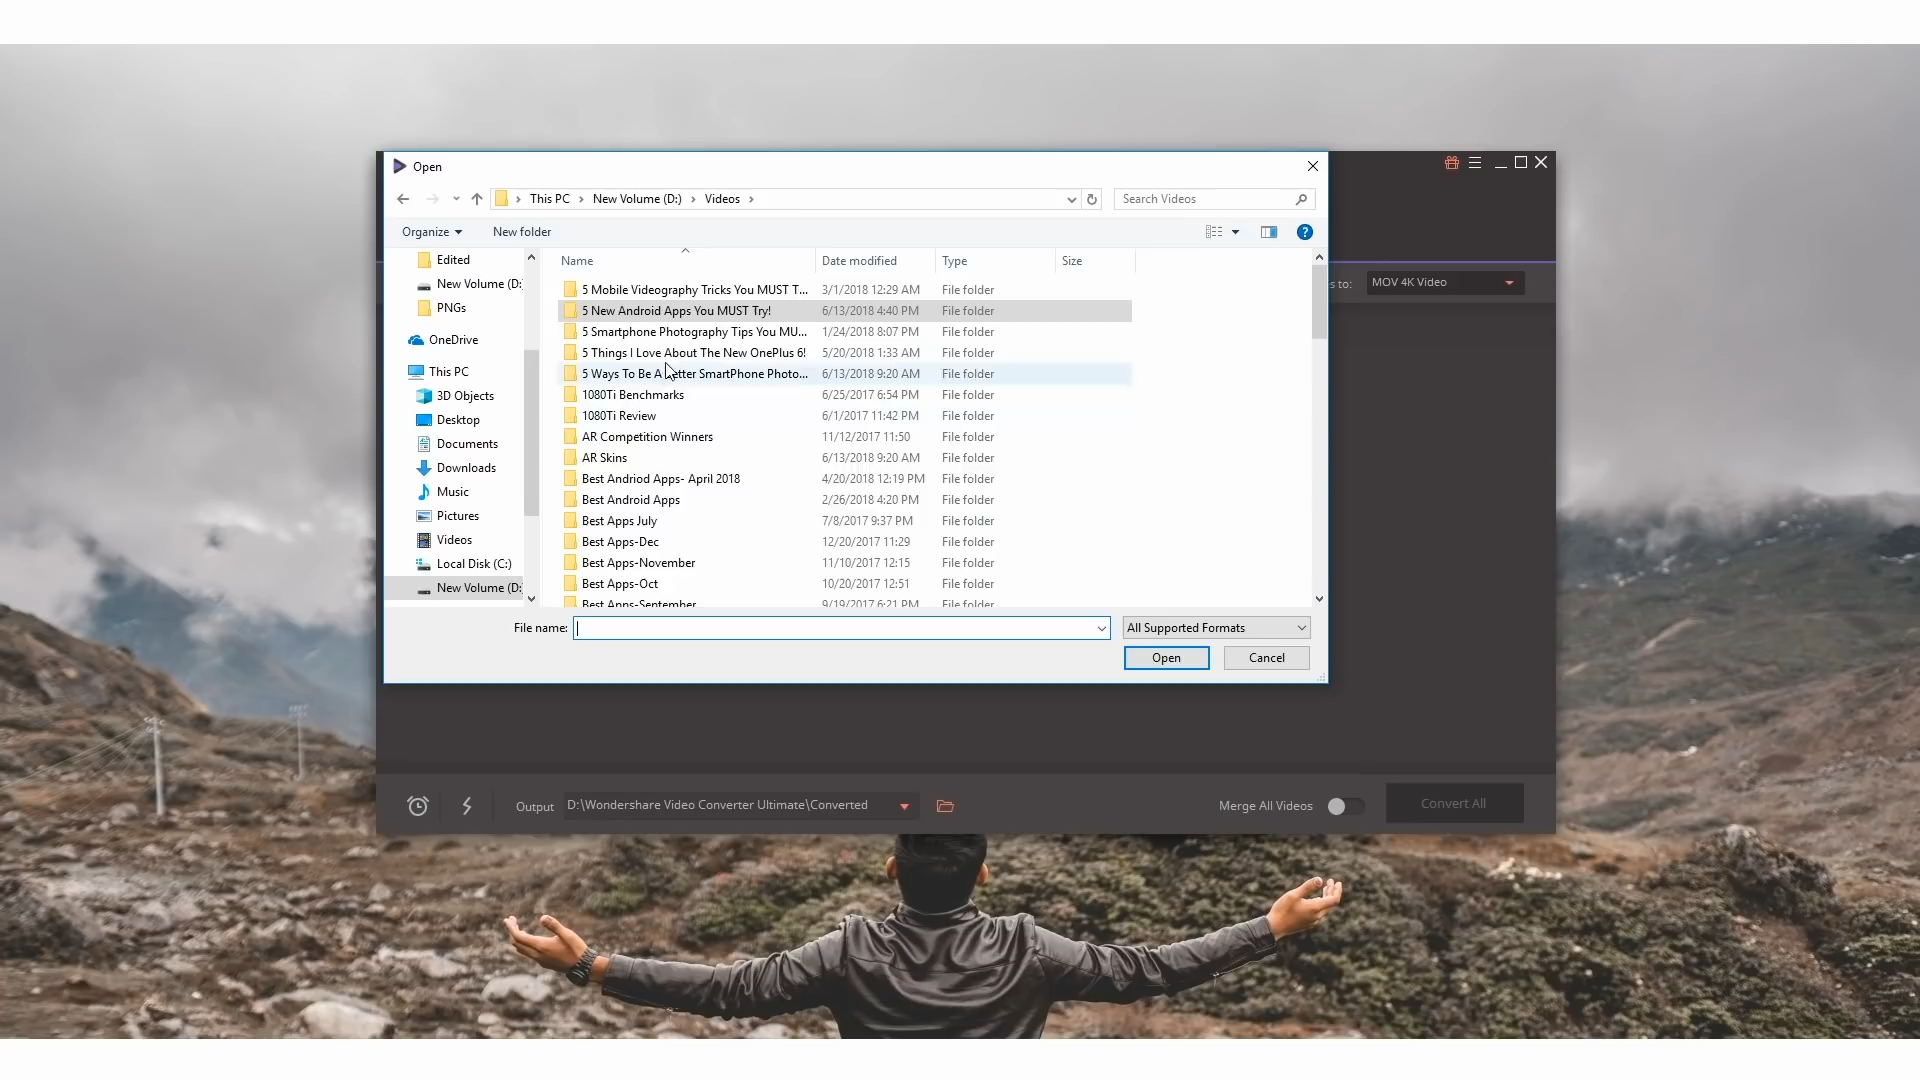 Open
This PC > New Volume (D:) > Videos >
Search Videos
Organize
New folder
Edited
New Volume (D:
PNGs
OneDrive
This PC
3D Objects
Desktop
Documents
Downloads
Music
Pictures
Videos
Local Disk (C:)
New Volume (D:
Name Date modified Type Size
5 Mobile Videography Tricks You MUST T... 3/1/2018 12:29 AM File folder
5 New Android Apps You MUST Try! 6/13/2018 4:40 PM File folder
5 Smartphone Photography Tips You MU... 1/24/2018 8:07 PM File folder
5 Things I Love About The New OnePlus 6! 5/20/2018 1:33 AM File folder
5 Ways To Be A Better SmartPhone Photo... 6/13/2018 9:20 AM File folder
1080Ti Benchmarks 6/25/2017 6:54 PM File folder
1080Ti Review 6/1/2017 11:42 PM File folder
AR Competition Winners 11/12/2017 11:50 File folder
AR Skins 6/13/2018 9:20 AM File folder
Best Andriod Apps- April 2018 4/20/2018 12:19 PM File folder
Best Android Apps 2/26/2018 4:20 PM File folder
Best Apps July 7/8/2017 9:37 PM File folder
Best Apps-Dec 12/20/2017 11:29 File folder
Best Apps-November 11/10/2017 12:15 File folder
Best Apps-Oct 10/20/2017 12:51 File folder
Best Apps-September 9/19/2017 6:21 PM File folder
File name:
All Supported Formats
Open
Cancel
s to:
MOV 4K Video
Output
D:\Wondershare Video Converter Ultimate\Converted
Merge All Videos
Convert All